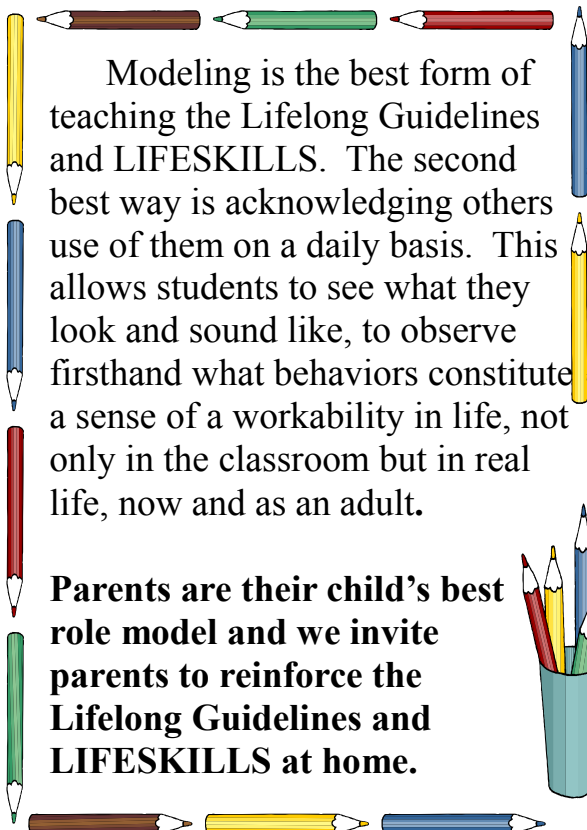 Modeling is the best form of
teaching the Lifelong Guidelines
and LIFESKILLS.  The second
best way is acknowledging others
use of them on a daily basis.  This
allows students to see what they
look and sound like, to observe
firsthand what behaviors constitute
a sense of a workability in life, not
only in the classroom but in real
life, now and as an adult.
Parents are their child’s best
role model and we invite
parents to reinforce the
Lifelong Guidelines and
LIFESKILLS at home.